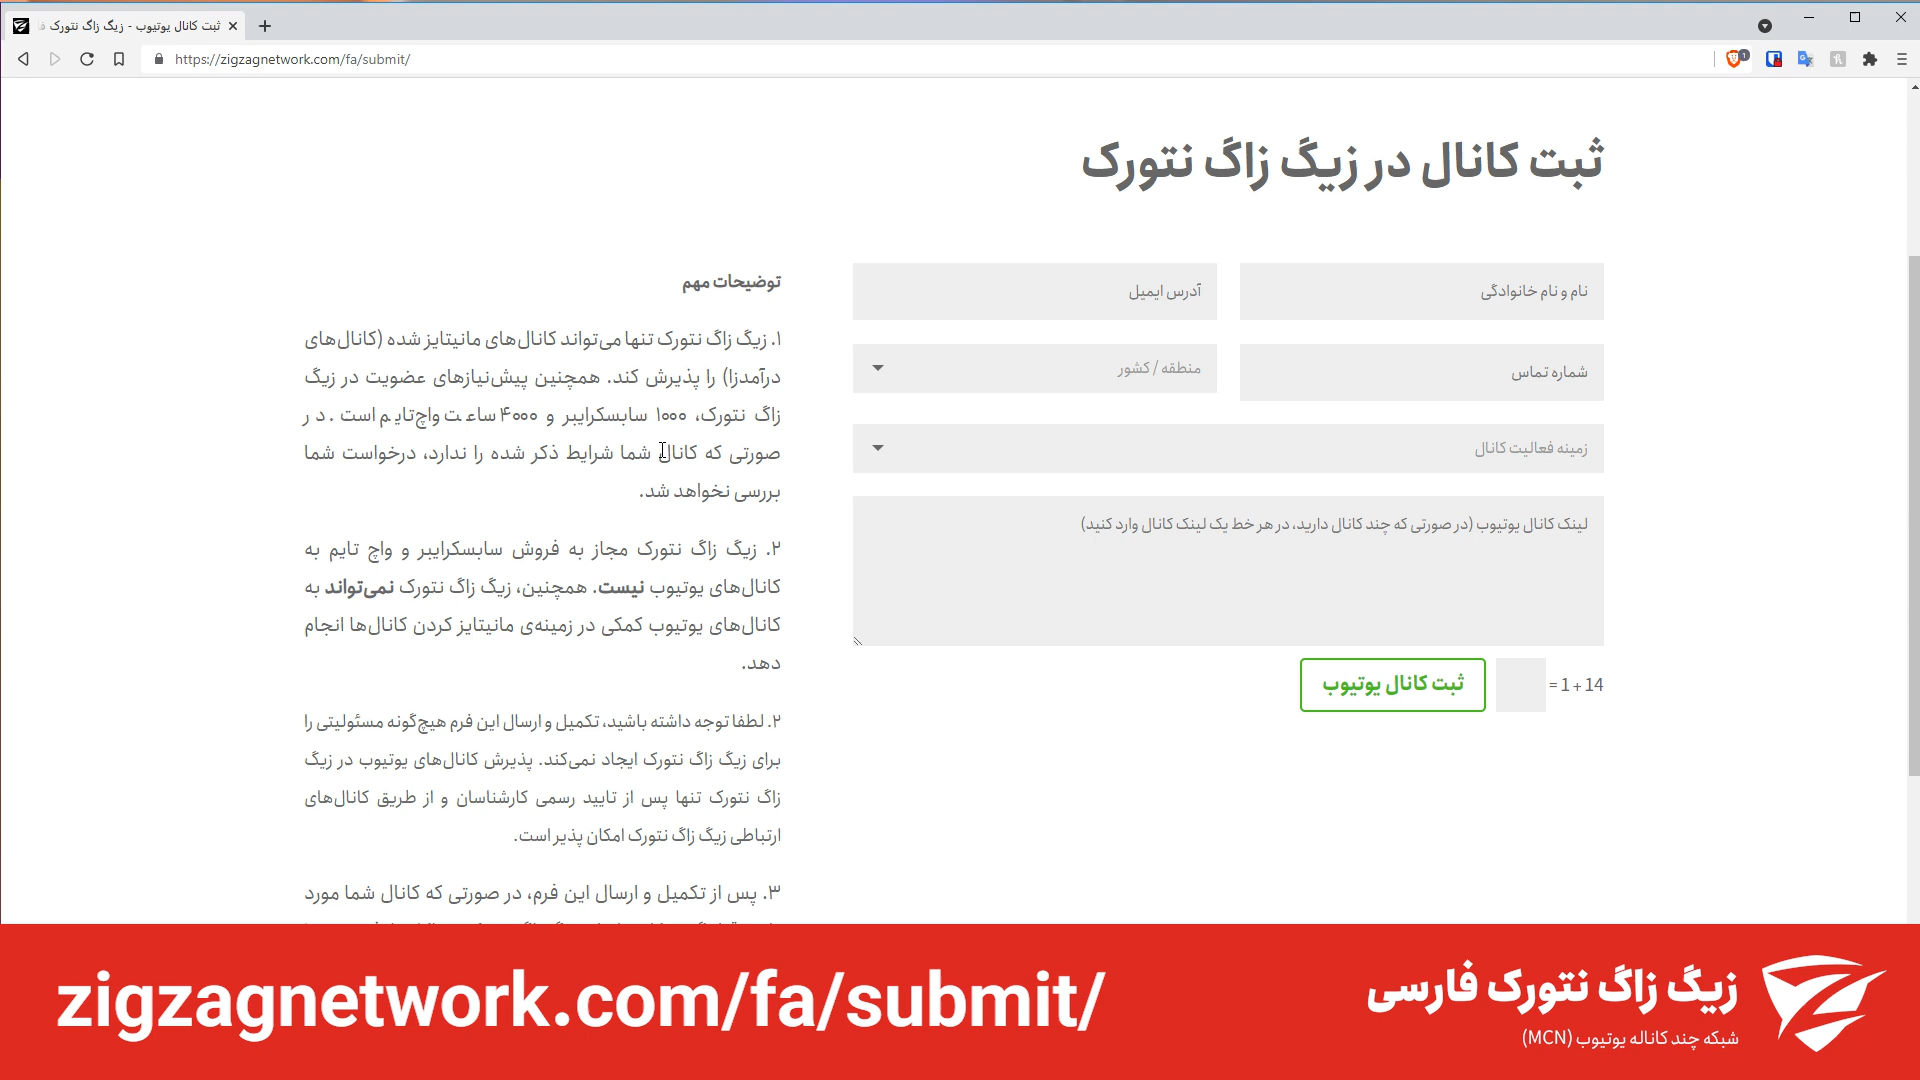 ثبت کانال یوتیوب - زیگ زاگ نتورک فا
https://zigzagnetwork.com/fa/submit/
1
ثبت کانال در زیگ زاگ نتورک
نام و نام خانوادگی
آدرس ایمیل
شماره تماس
منطقه / کشور
زمینه فعالیت کانال
لینک کانال یوتیوب (در صورتی که چند کانال دارید، در هر خط یک لینک کانال وارد کنید)
14 + 1 =
ثبت کانال یوتیوب
توضیحات مهم
۱. زیگ زاگ نتورک تنها می‌تواند کانال‌های مانیتایز شده (کانال‌های
درآمدزا) را پذیرش کند. همچنین پیش‌نیازهای عضویت در زیگ
زاگ نتورک، ۱۰۰۰ سابسکرایبر و ۴۰۰۰ ساعت واچ‌تایم است. در
صورتی که کانال شما شرایط ذکر شده را ندارد، درخواست شما
بررسی نخواهد شد.
۲. زیگ زاگ نتورک مجاز به فروش سابسکرایبر و واچ تایم به
کانال‌های یوتیوب نیست. همچنین، زیگ زاگ نتورک نمی‌تواند به
کانال‌های یوتیوب کمکی در زمینه‌ی مانیتایز کردن کانال‌ها انجام
دهد.
۲. لطفا توجه داشته باشید، تکمیل و ارسال این فرم هیچ‌گونه مسئولیتی را
برای زیگ زاگ نتورک ایجاد نمی‌کند. پذیرش کانال‌های یوتیوب در زیگ
زاگ نتورک تنها پس از تایید رسمی کارشناسان و از طریق کانال‌های
ارتباطی زیگ زاگ نتورک امکان پذیر است.
۳. پس از تکمیل و ارسال این فرم، در صورتی که کانال شما مورد
zigzagnetwork.com/fa/submit/
زیگ زاگ نتورک فارسی
شبکه چند کاناله یوتیوب (MCN)